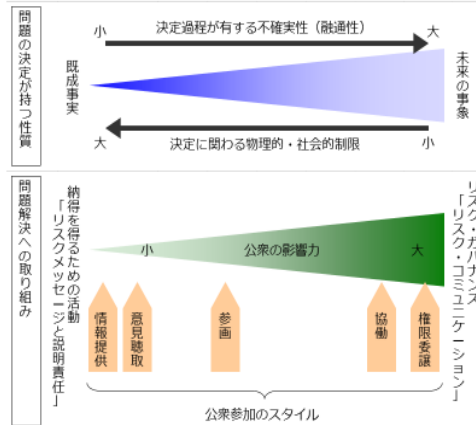 問題の決定が持つ性質
小
決定過程が有する不確実性（融通性）
大
既成事実
未来の事象
大
決定に関わる物理的・社会的制限
小
問題解決への取り組み
納得を得るための活動
「リスクメッセージと説明責任」
小
公衆の影響力
大
リスク・ガバナンス
「リスク・コミュニケーション」
情報提供
意見聴取
参画
協働
権限委譲
公衆参加のスタイル